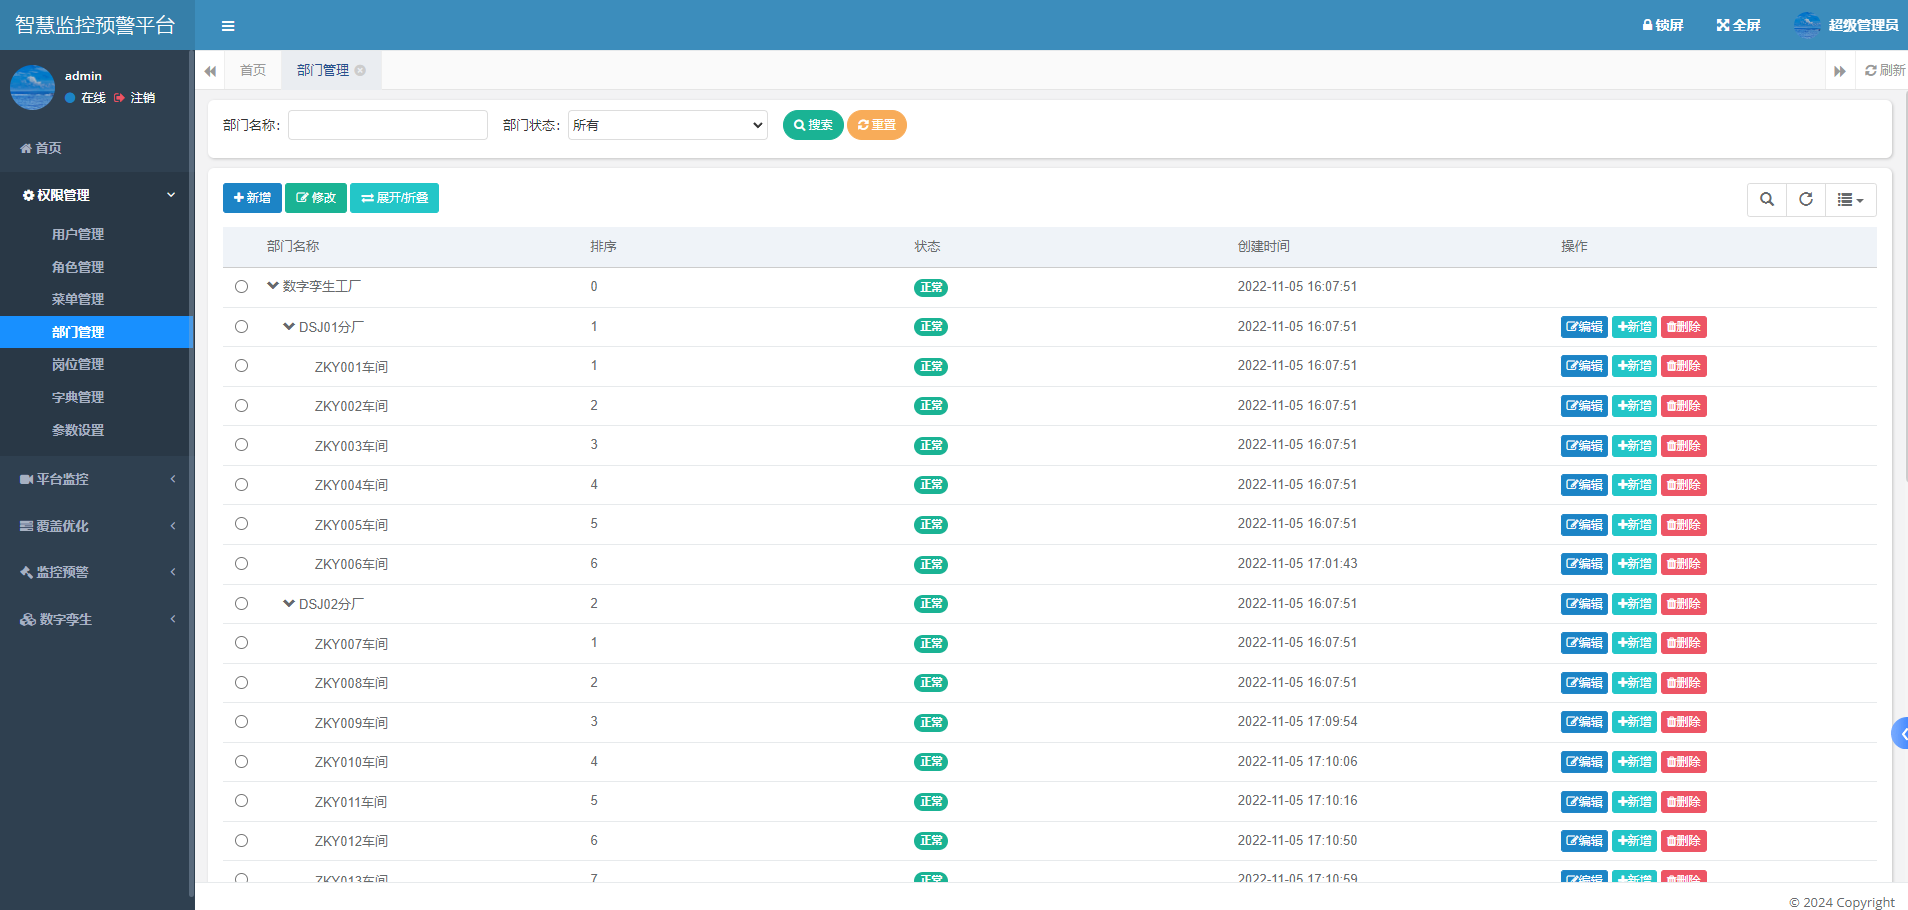 智慧监控预警平台
锁屏 全屏 超级管理员
admin
在线 注销
首页
权限管理
用户管理
角色管理
菜单管理
部门管理
岗位管理
字典管理
参数设置
平台监控
覆盖优化
监控预警
数字孪生
首页 部门管理 刷新
部门名称： 部门状态： 所有 搜索 重置
新增 修改 展开/折叠
部门名称 排序 状态 创建时间 操作
数字孪生工厂 0 正常 2022-11-05 16:07:51
DSJ01分厂 1 正常 2022-11-05 16:07:51 编辑 新增 删除
ZKY001车间 1 正常 2022-11-05 16:07:51 编辑 新增 删除
ZKY002车间 2 正常 2022-11-05 16:07:51 编辑 新增 删除
ZKY003车间 3 正常 2022-11-05 16:07:51 编辑 新增 删除
ZKY004车间 4 正常 2022-11-05 16:07:51 编辑 新增 删除
ZKY005车间 5 正常 2022-11-05 16:07:51 编辑 新增 删除
ZKY006车间 6 正常 2022-11-05 17:01:43 编辑 新增 删除
DSJ02分厂 2 正常 2022-11-05 16:07:51 编辑 新增 删除
ZKY007车间 1 正常 2022-11-05 16:07:51 编辑 新增 删除
ZKY008车间 2 正常 2022-11-05 16:07:51 编辑 新增 删除
ZKY009车间 3 正常 2022-11-05 17:09:54 编辑 新增 删除
ZKY010车间 4 正常 2022-11-05 17:10:06 编辑 新增 删除
ZKY011车间 5 正常 2022-11-05 17:10:16 编辑 新增 删除
ZKY012车间 6 正常 2022-11-05 17:10:50 编辑 新增 删除
ZKY013车间 7 正常 2022-11-05 17:10:59 编辑 新增 删除
© 2024 Copyright